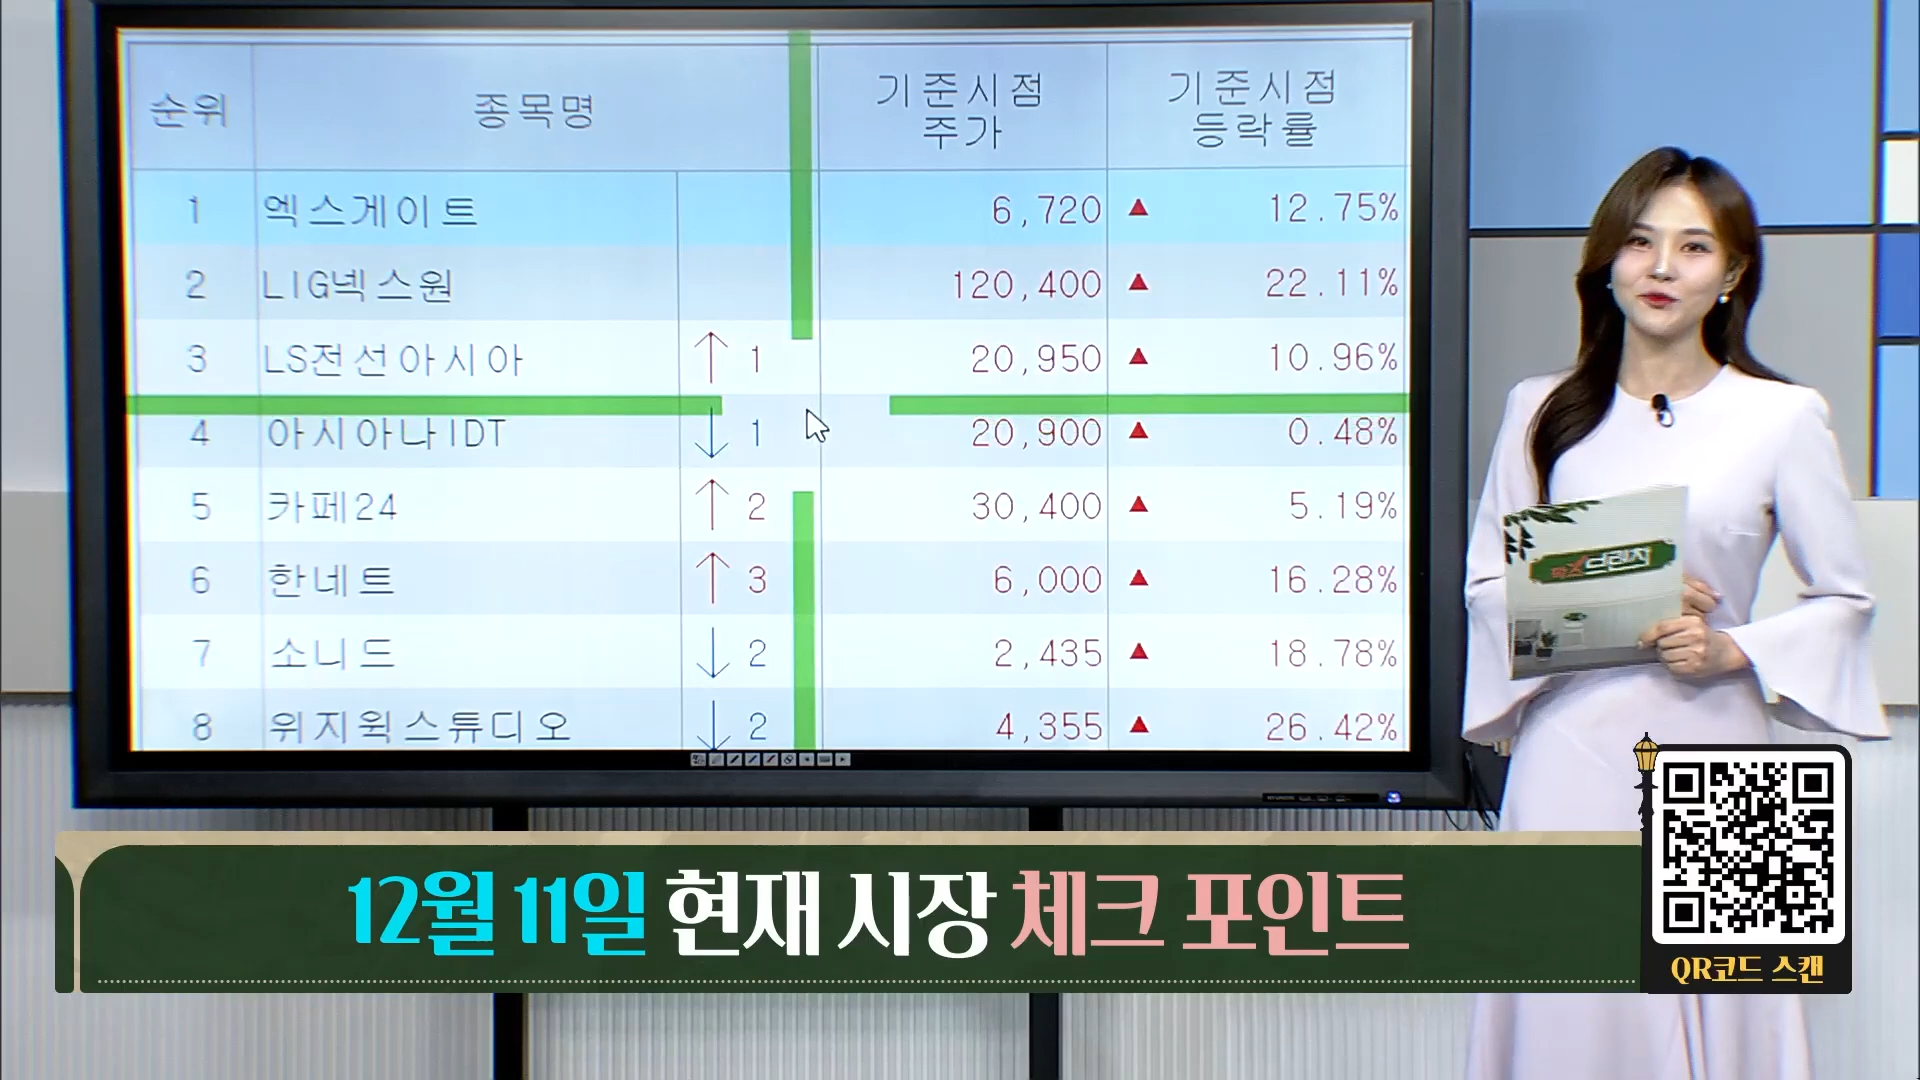 순위 종목명 기준시점 주가 기준시점 등락률
1 엑스게이트 6,720 ▲ 12.75%
2 LIG넥스원 120,400 ▲ 22.11%
3 LS전선아시아 ↑ 1 20,950 ▲ 10.96%
4 아시아나IDT ↓ 1 20,900 ▲ 0.48%
5 카페24 ↑ 2 30,400 ▲ 5.19%
6 한네트 ↑ 3 6,000 ▲ 16.28%
7 소니드 ↓ 2 2,435 ▲ 18.78%
8 위지윅스튜디오 ↓ 2 4,355 ▲ 26.42%
브런치
12월 11일 현재 시장 체크 포인트
QR코드 스캔